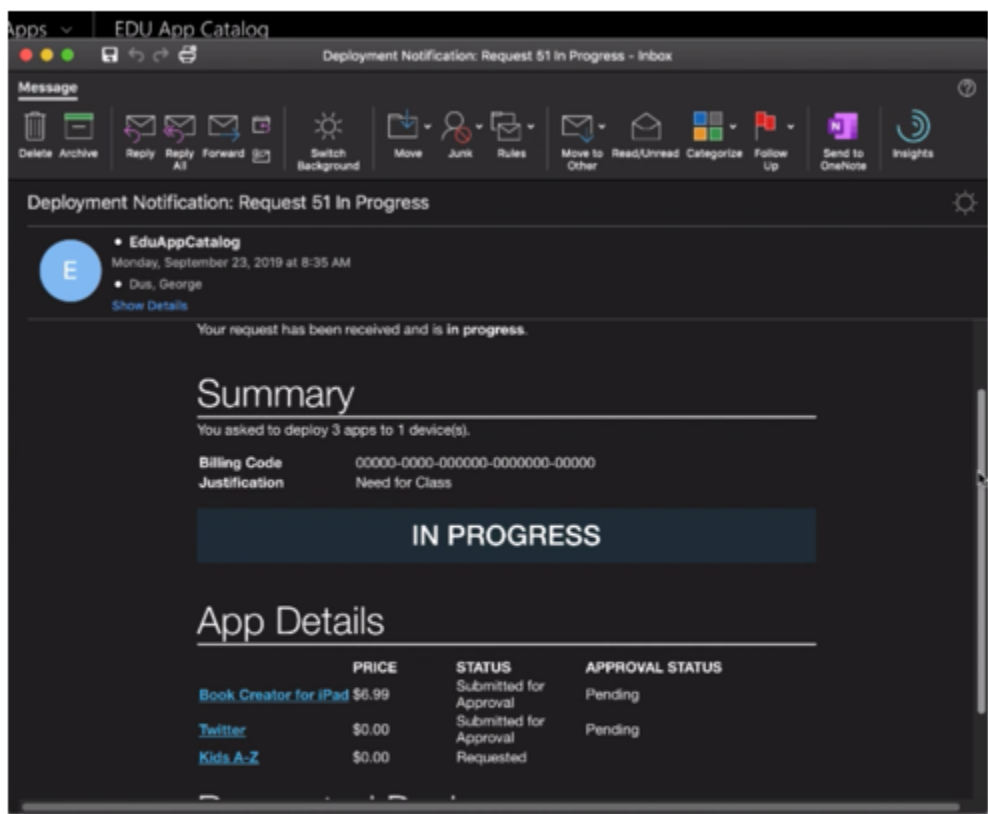 Apps EDU App Catalog
Deployment Notification: Request 51 In Progress - Inbox
Message
Delete Archive Reply Reply All Forward Switch Background Move Junk Rules Move to Other Read/Unread Categorize Follow Up Send to OneNote Insights
Deployment Notification: Request 51 In Progress
E
• EduAppCatalog
Monday, September 23, 2019 at 8:35 AM
• Dus, George
Show Details
Your request has been received and is in progress.
Summary
You asked to deploy 3 apps to 1 device(s).
Billing Code 00000-0000-000000-0000000-00000
Justification Need for Class
IN PROGRESS
App Details
PRICE STATUS APPROVAL STATUS
Book Creator for iPad $6.99 Submitted for Approval Pending
Twitter $0.00 Submitted for Approval Pending
Kids A-Z $0.00 Requested